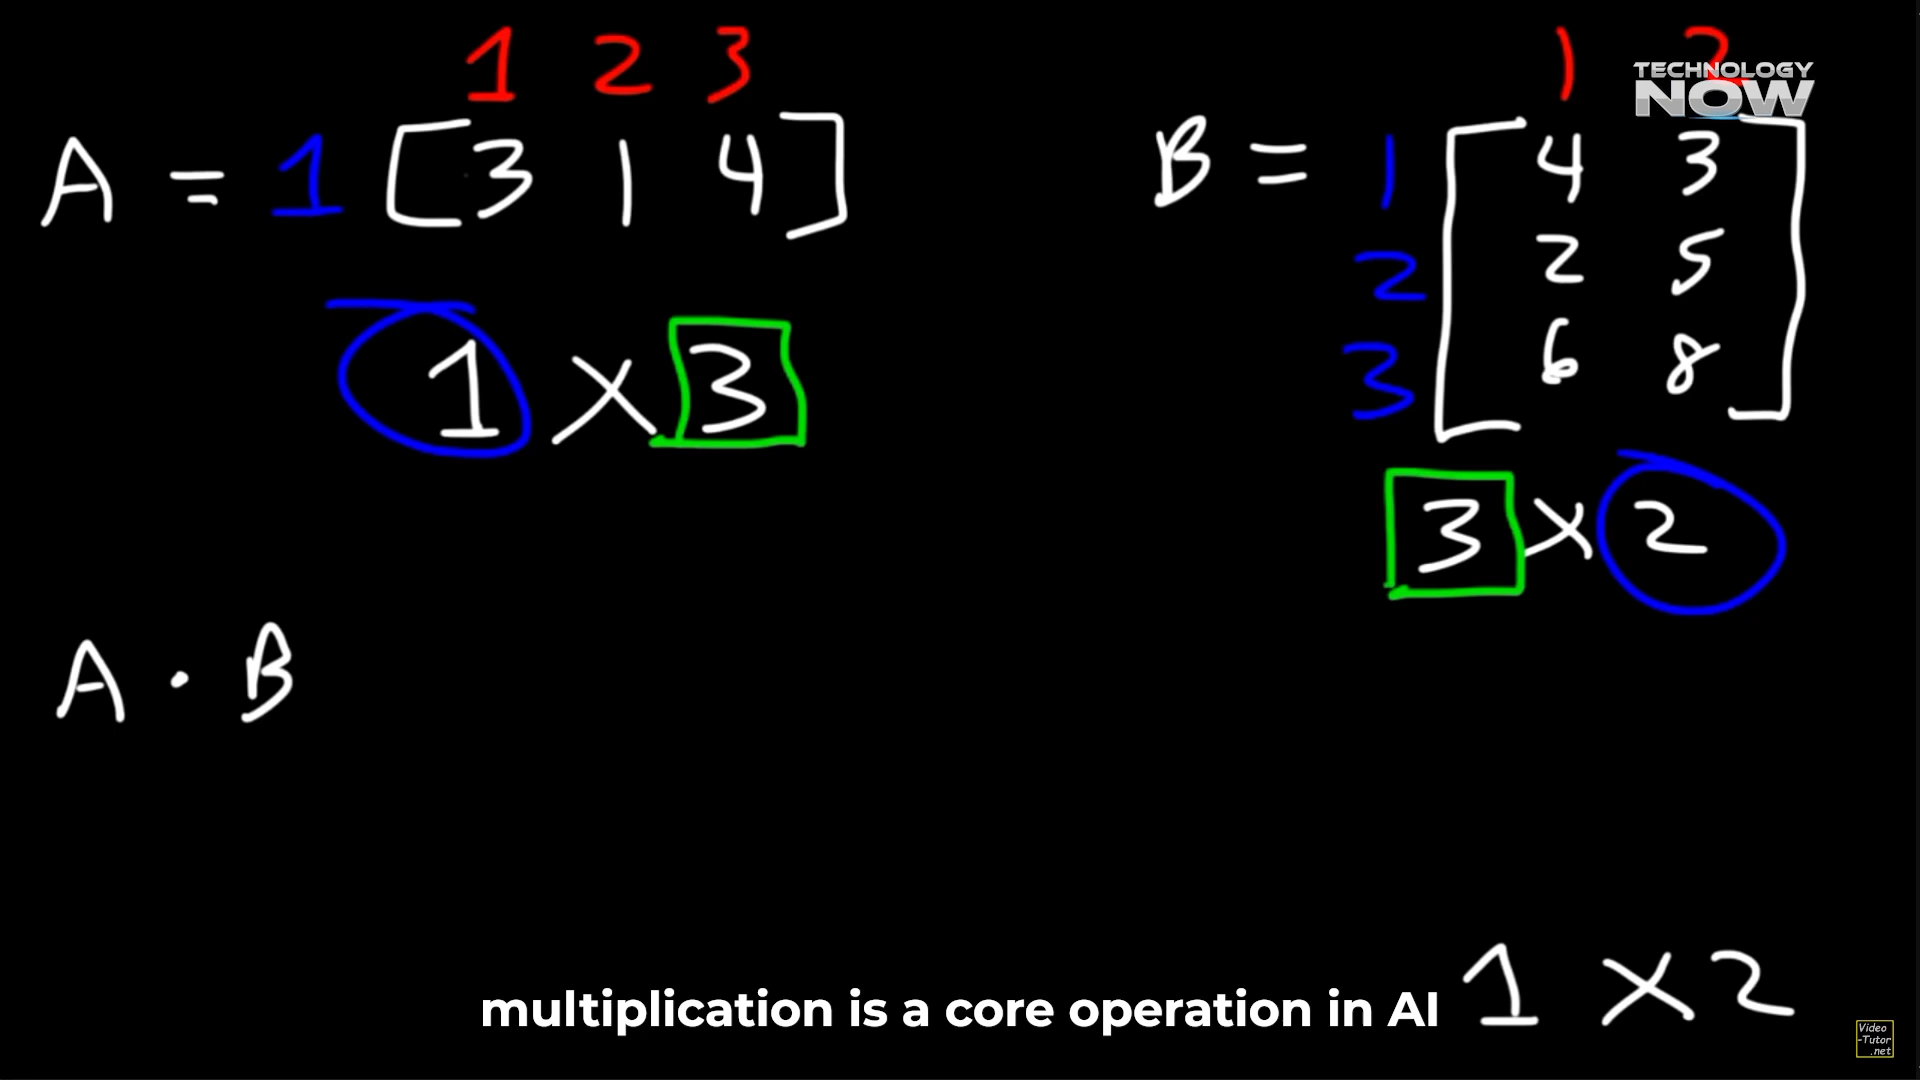 1 2 3
A = 1 [3 1 4]
1 × 3
1 2
TECHNOLOGY
NOW
B =
1 [4 3
2 2 5
3 6 8]
3 × 2
A · B
1 × 2
multiplication is a core operation in AI
Video
-Tutor
.net